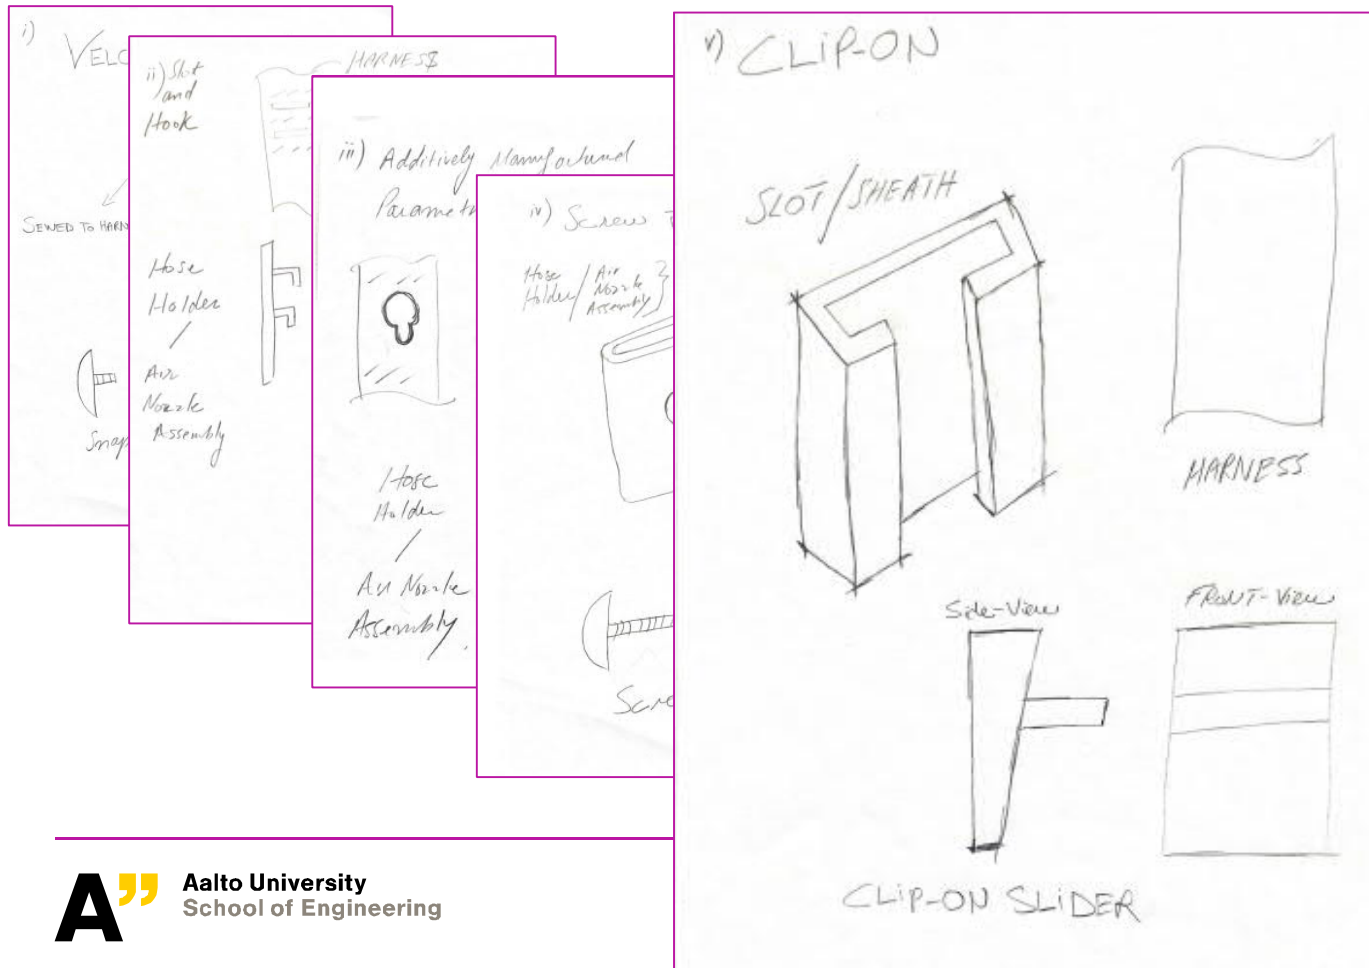 i)
VELC
SEWED TO HARN
Snap
ii) Slot
and
Hook
HARNESS
Hose
Holder
/
Air
Nozzle
Assembly
iii) Additively Manufactured
Parametr
Hose
Holder
/
Air Nozzle
Assembly.
iv) Screw
Hose
Holder / Air
Nozzle
Assembly }
Scre
v) CLiP-ON
SLOT/SHEATH
HARNESS
Side-View
FRONT-View
CLiP-ON SLiDER
A”
Aalto University
School of Engineering